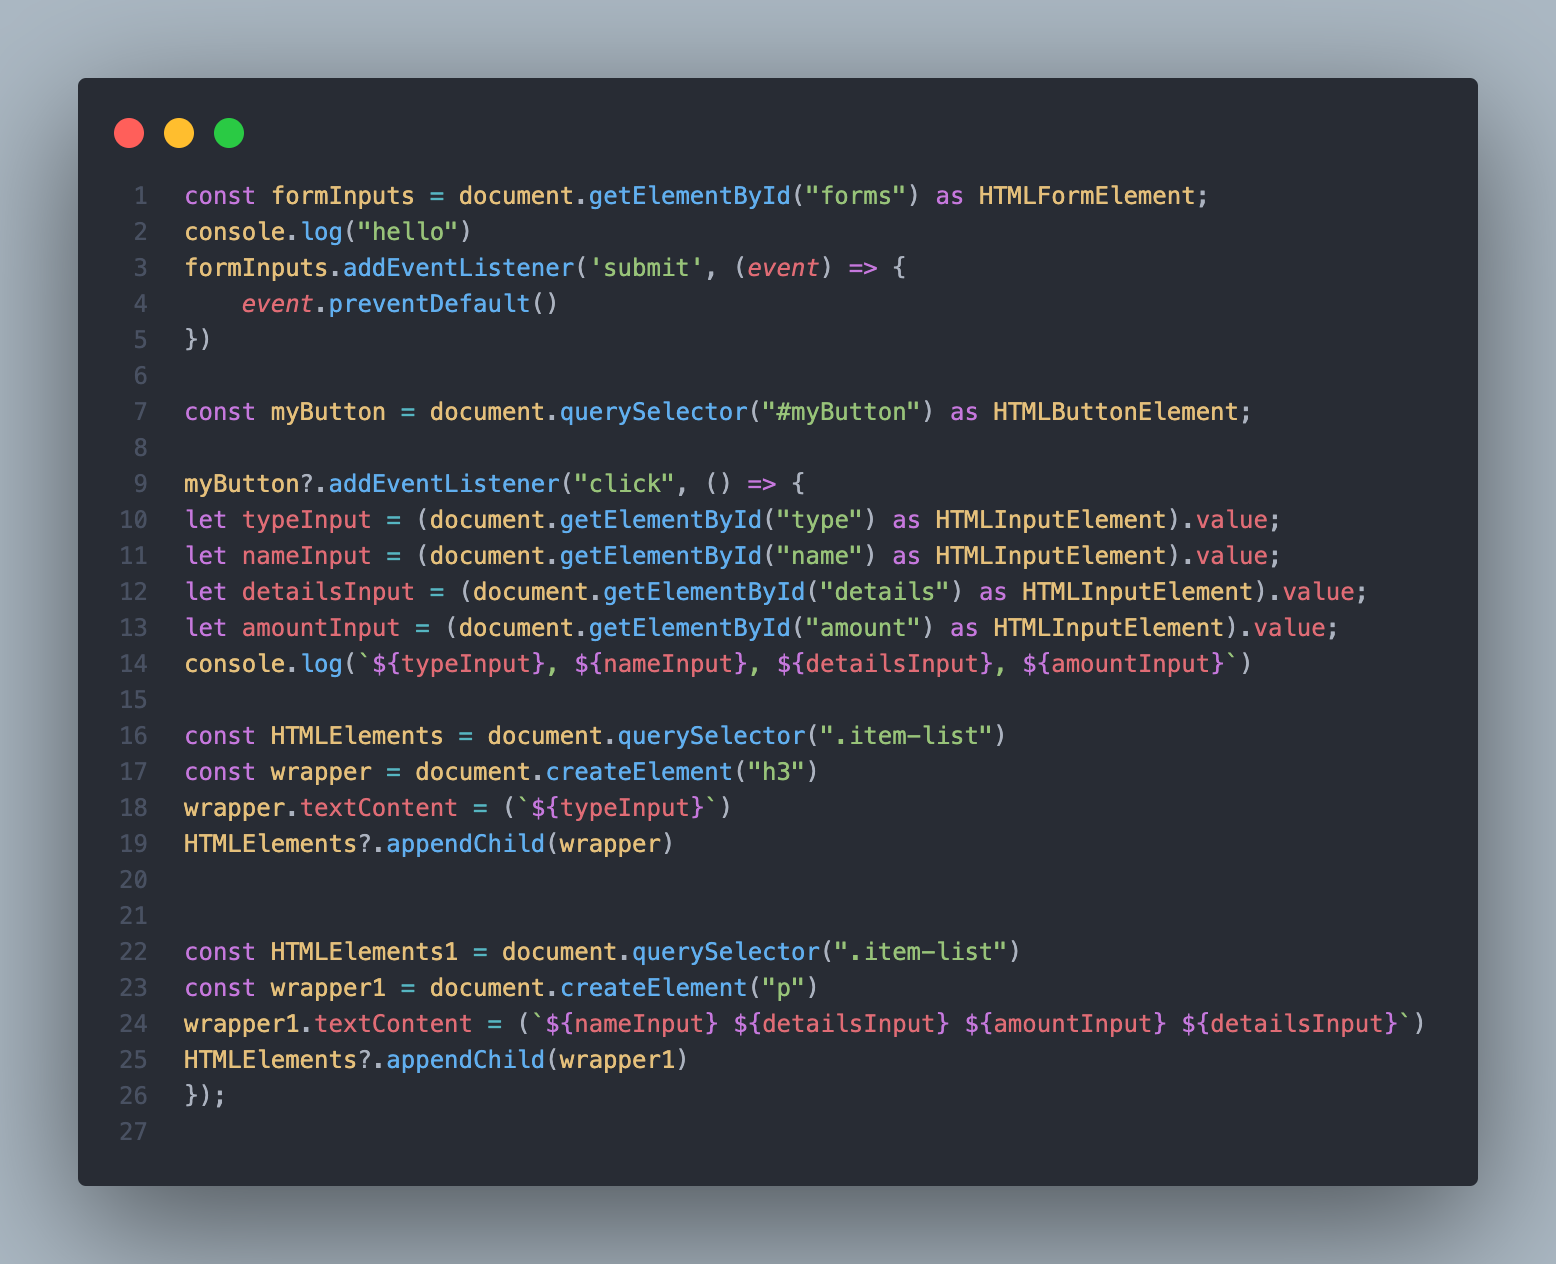 1 const formInputs = document.getElementById("forms") as HTMLFormElement;
2 console.log("hello")
3 formInputs.addEventListener('submit', (event) => {
4     event.preventDefault()
5 })
6
7 const myButton = document.querySelector("#myButton") as HTMLButtonElement;
8
9 myButton?.addEventListener("click", () => {
10 let typeInput = (document.getElementById("type") as HTMLInputElement).value;
11 let nameInput = (document.getElementById("name") as HTMLInputElement).value;
12 let detailsInput = (document.getElementById("details") as HTMLInputElement).value;
13 let amountInput = (document.getElementById("amount") as HTMLInputElement).value;
14 console.log(`${typeInput}, ${nameInput}, ${detailsInput}, ${amountInput}`)
15
16 const HTMLElements = document.querySelector(".item-list")
17 const wrapper = document.createElement("h3")
18 wrapper.textContent = (`${typeInput}`)
19 HTMLElements?.appendChild(wrapper)
20
21
22 const HTMLElements1 = document.querySelector(".item-list")
23 const wrapper1 = document.createElement("p")
24 wrapper1.textContent = (`${nameInput} ${detailsInput} ${amountInput} ${detailsInput}`)
25 HTMLElements?.appendChild(wrapper1)
26 });
27